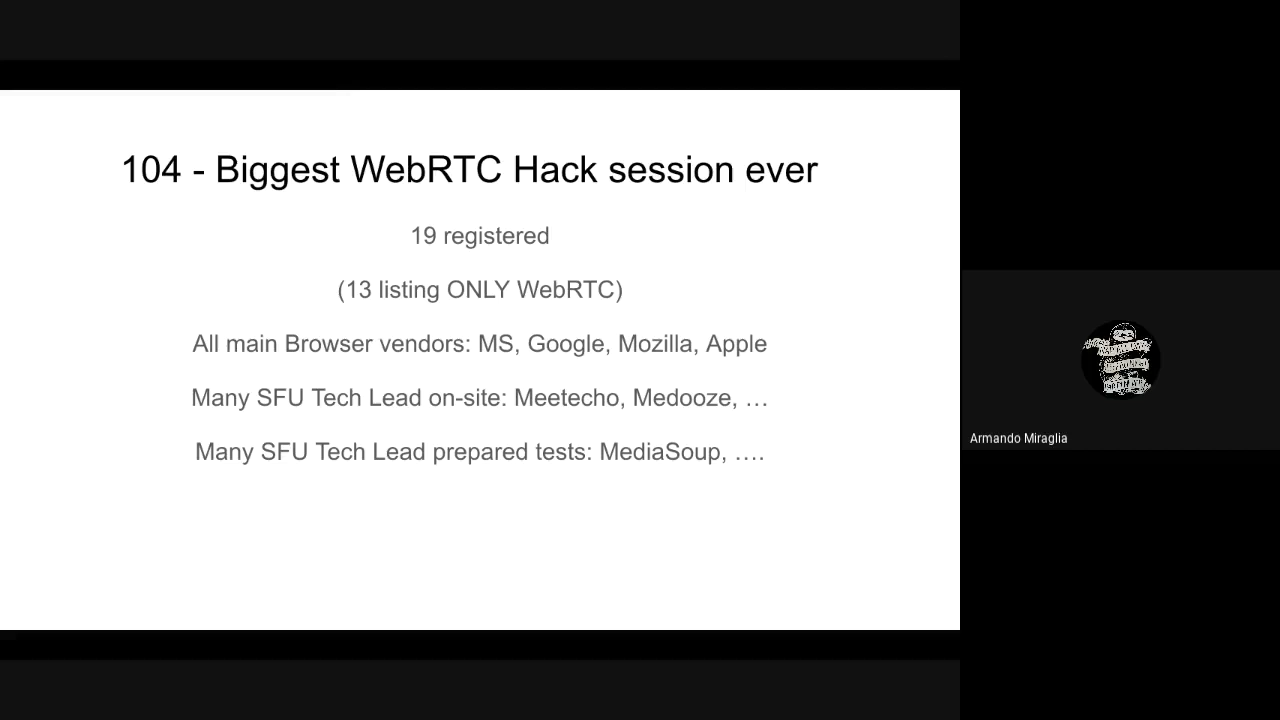 104 - Biggest WebRTC Hack session ever
19 registered
(13 listing ONLY WebRTC)
All main Browser vendors: MS, Google, Mozilla, Apple
Many SFU Tech Lead on-site: Meetecho, Medooze, …
Many SFU Tech Lead prepared tests: MediaSoup, ….
Armando Miraglia